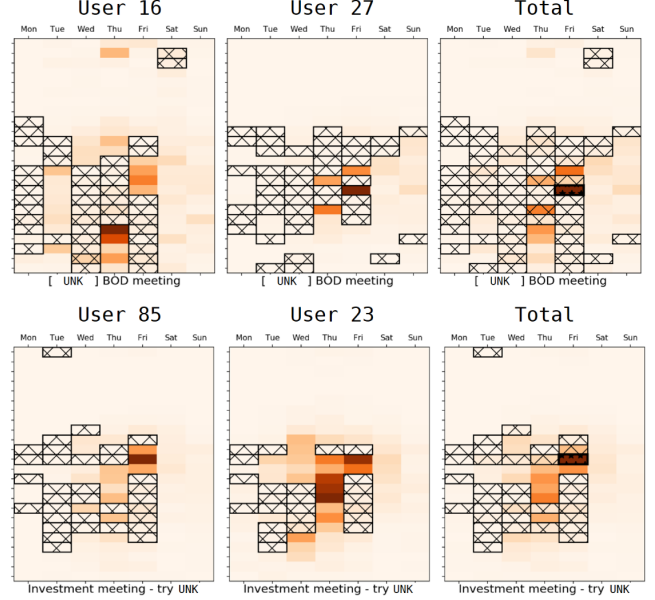 User 16 User 27 Total
Mon Tue Wed Thu Fri Sat Sun Mon Tue Wed Thu Fri Sat Sun Mon Tue Wed Thu Fri Sat Sun
[ UNK ] BOD meeting [ UNK ] BOD meeting [ UNK ] BOD meeting
User 85 User 23 Total
Mon Tue Wed Thu Fri Sat Sun Mon Tue Wed Thu Fri Sat Sun Mon Tue Wed Thu Fri Sat Sun
Investment meeting - try UNK Investment meeting - try UNK Investment meeting - try UNK